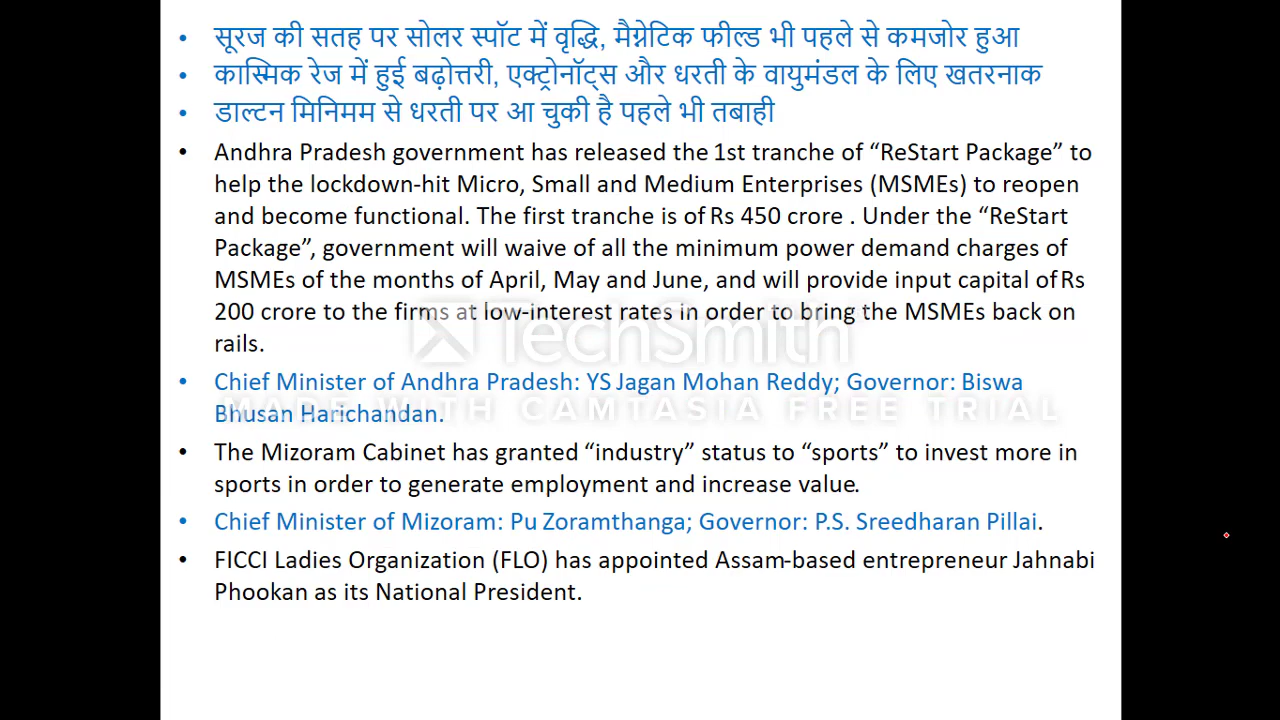 • सूरज की सतह पर सोलर स्पॉट में वृद्धि, मैग्नेटिक फील्ड भी पहले से कमजोर हुआ
• कास्मिक रेज में हुई बढ़ोत्तरी, एक्ट्रोनॉट्स और धरती के वायुमंडल के लिए खतरनाक
• डाल्टन मिनिमम से धरती पर आ चुकी है पहले भी तबाही
• Andhra Pradesh government has released the 1st tranche of “ReStart Package” to
help the lockdown-hit Micro, Small and Medium Enterprises (MSMEs) to reopen
and become functional. The first tranche is of Rs 450 crore . Under the “ReStart
Package”, government will waive of all the minimum power demand charges of
MSMEs of the months of April, May and June, and will provide input capital of Rs
200 crore to the firms at low-interest rates in order to bring the MSMEs back on
rails.
TechSmith
• Chief Minister of Andhra Pradesh: YS Jagan Mohan Reddy; Governor: Biswa
Bhusan Harichandan.
MADE WITH CAMTASIA FREE TRIAL
• The Mizoram Cabinet has granted “industry” status to “sports” to invest more in
sports in order to generate employment and increase value.
• Chief Minister of Mizoram: Pu Zoramthanga; Governor: P.S. Sreedharan Pillai.
• FICCI Ladies Organization (FLO) has appointed Assam-based entrepreneur Jahnabi
Phookan as its National President.